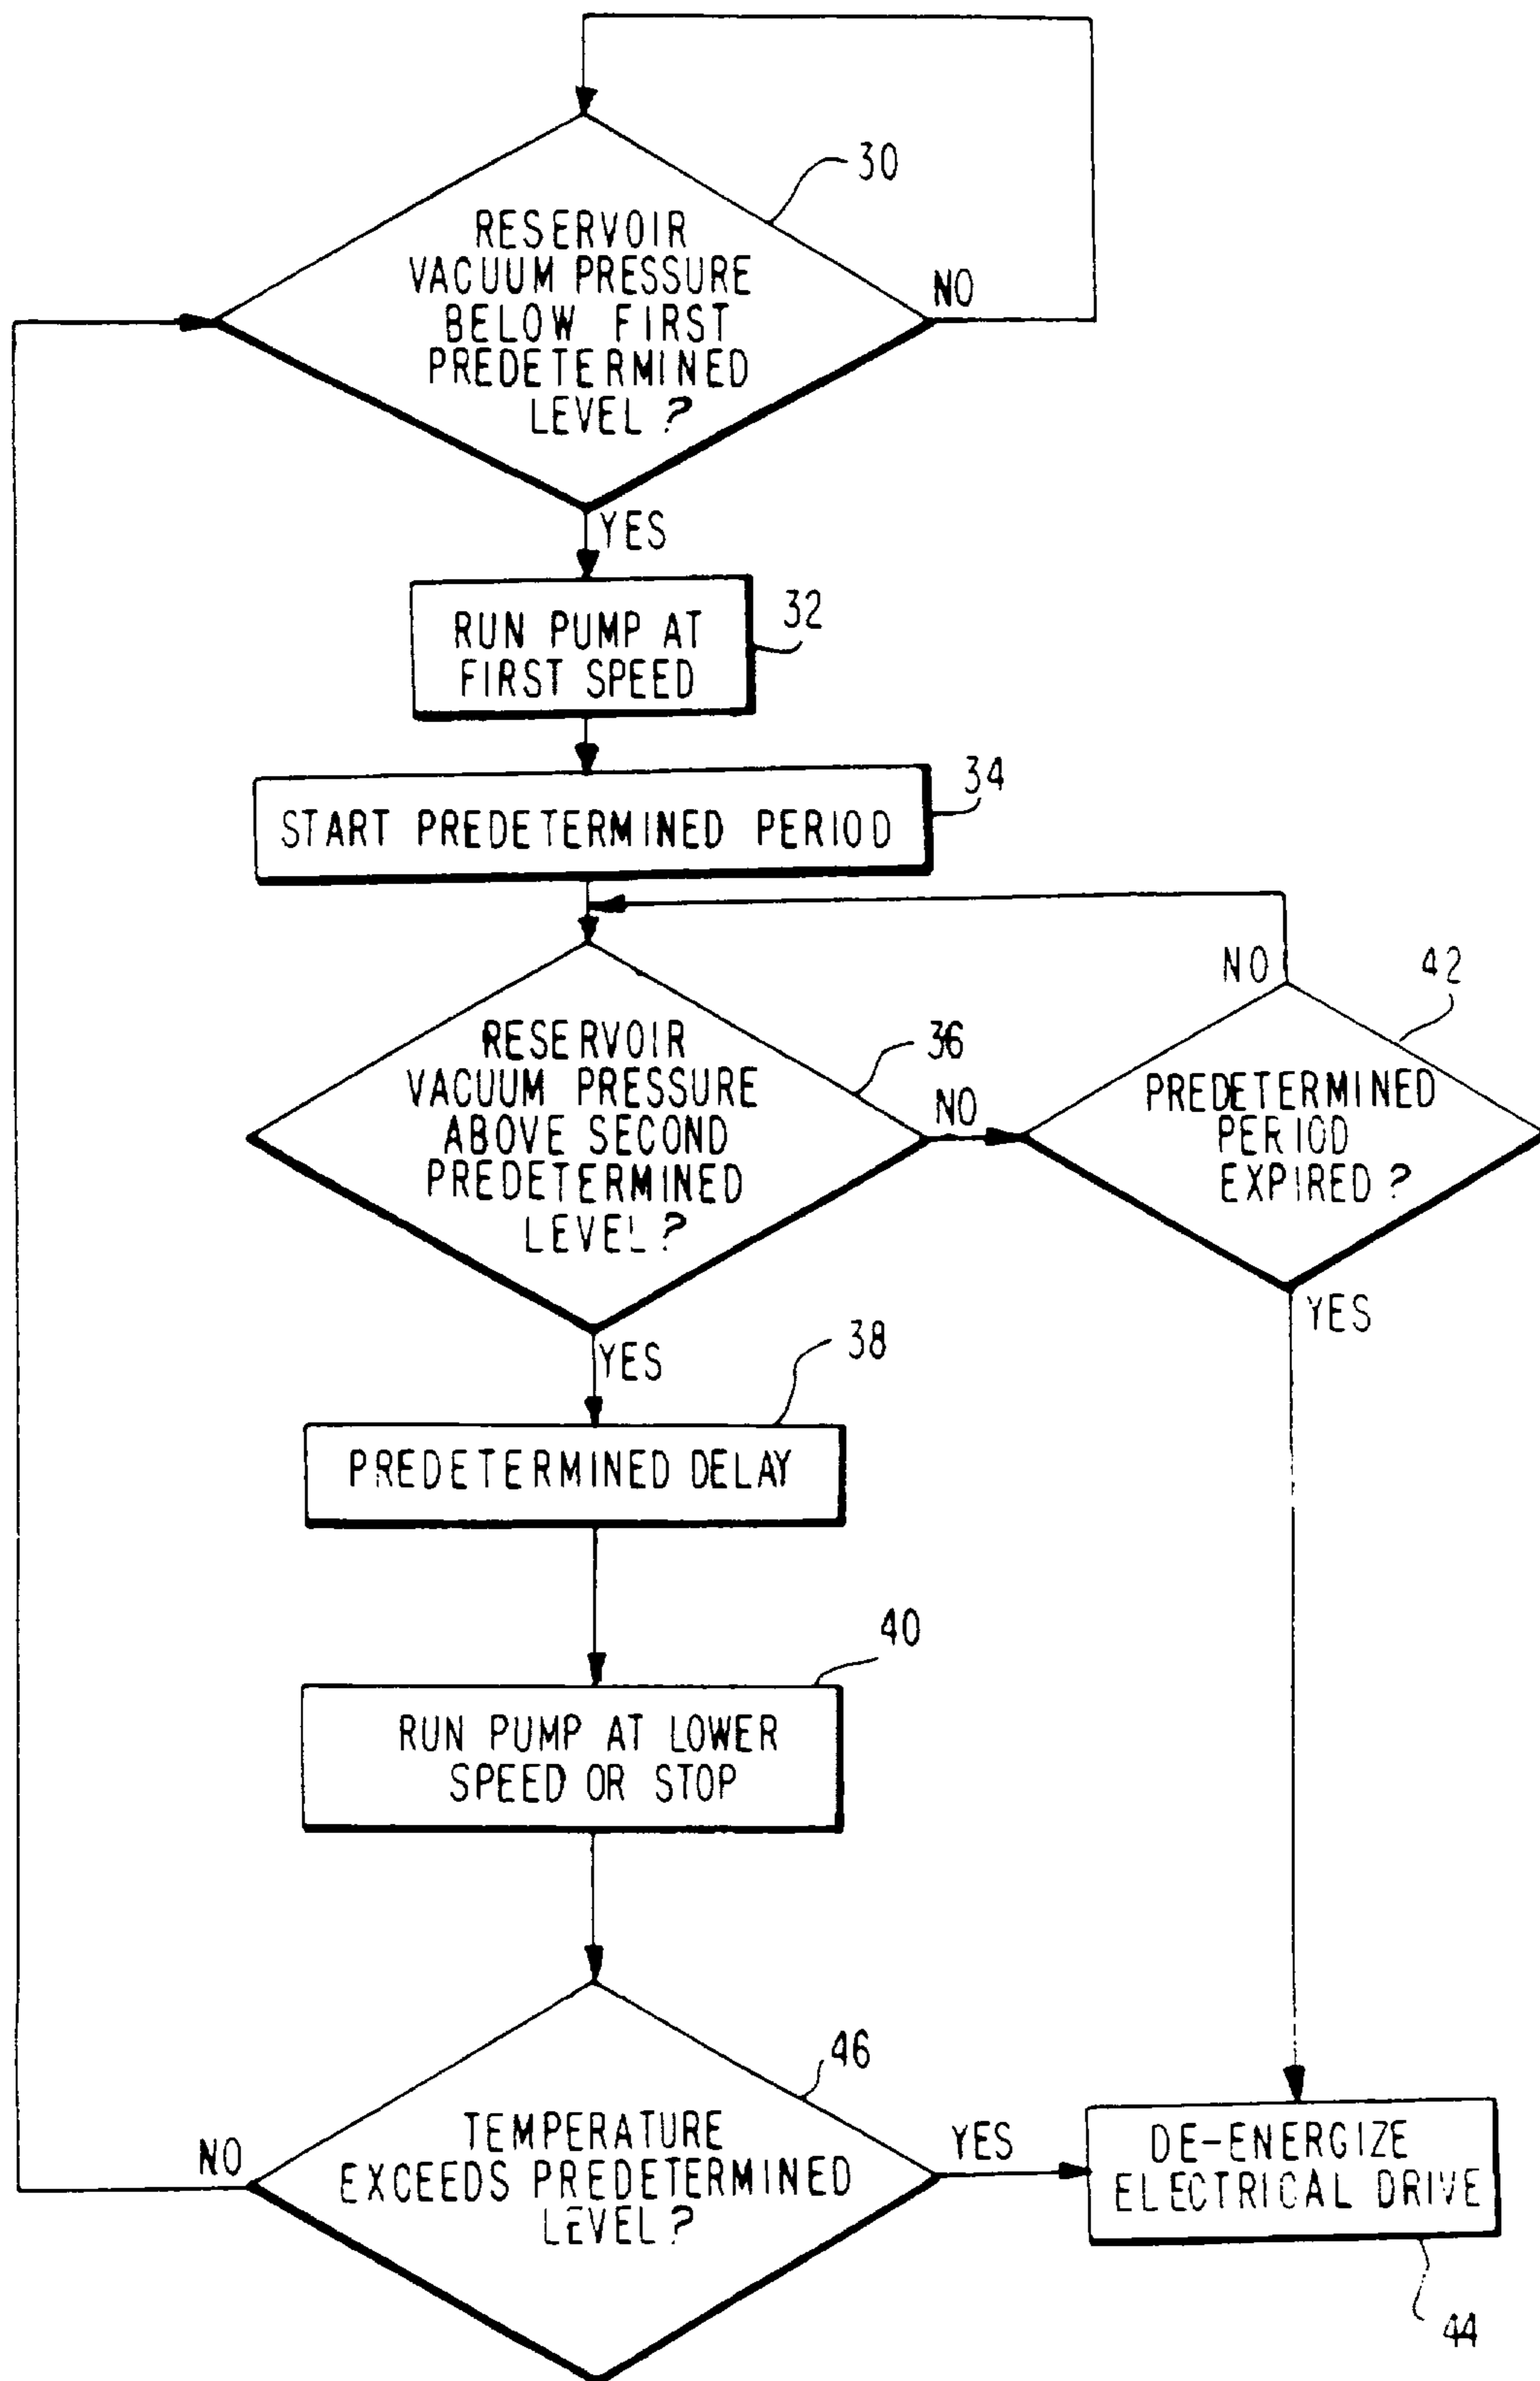 30
RESERVOIR
VACUUM PRESSURE
BELOW FIRST
PREDETERMINED
LEVEL ?
NO
YES
32
RUN PUMP AT
FIRST SPEED
34
START PREDETERMINED PERIOD
NO
42
36
RESERVOIR
VACUUM PRESSURE
ABOVE SECOND
PREDETERMINED
LEVEL ?
NO
PREDETERMINED
PERIOD
EXPIRED ?
YES
YES
38
PREDETERMINED DELAY
40
RUN PUMP AT LOWER
SPEED OR STOP
46
TEMPERATURE
EXCEEDS PREDETERMINED
LEVEL ?
NO
YES
DE-ENERGIZE
ELECTRICAL DRIVE
44